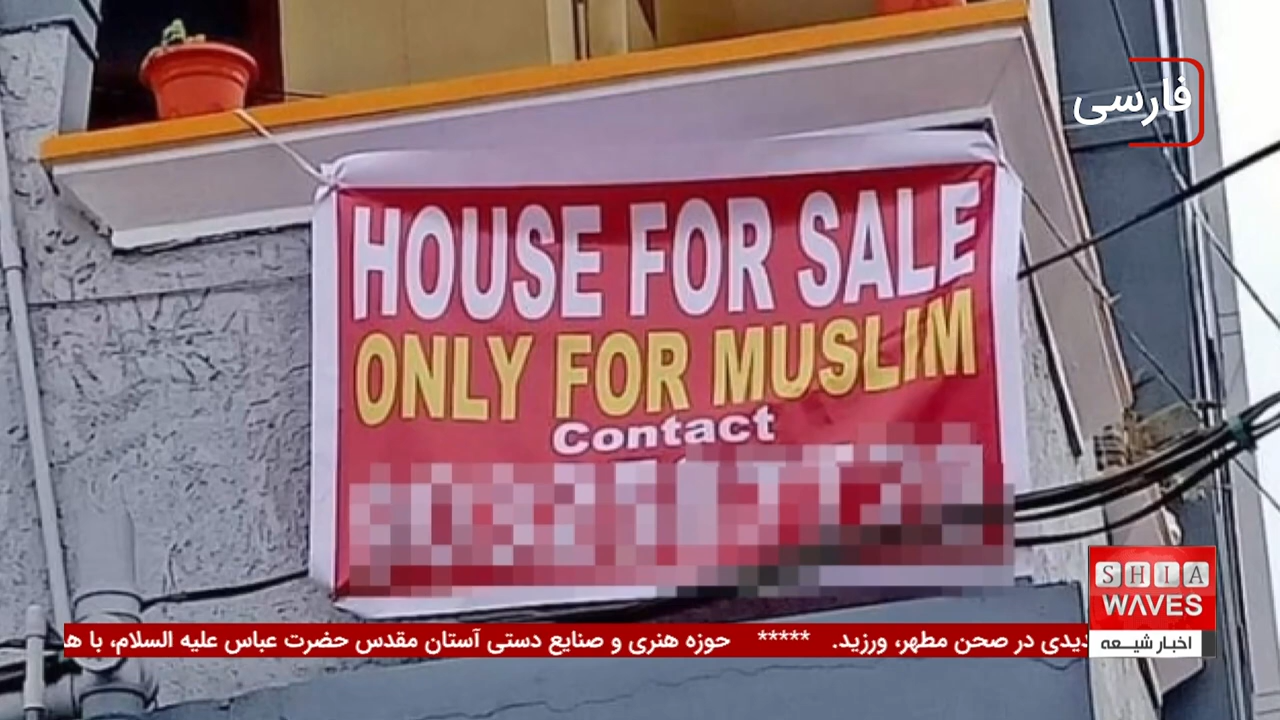 فارسی
HOUSE FOR SALE
ONLY FOR MUSLIM
Contact
SHIA
WAVES
اخبار شیعه
دیدی در صحن مطهر، ورزید. ***** حوزه هنری و صنایع دستی آستان مقدس حضرت عباس علیه السلام، با ه